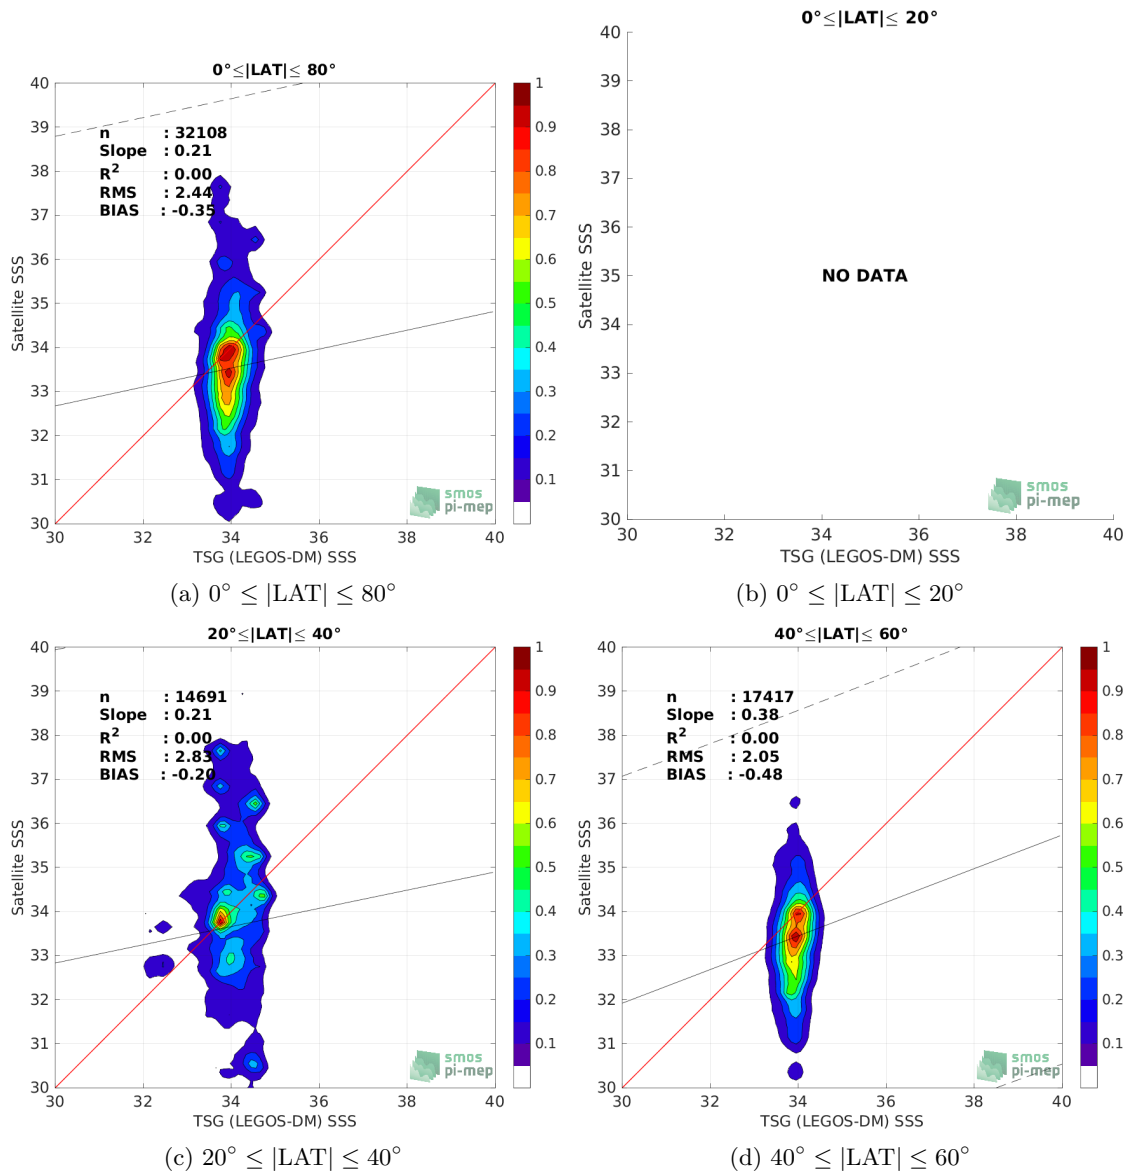 0°≤|LAT|≤ 80°
40
39
38
37
36
35
34
33
32
31
30
Satellite SSS
n : 32108
Slope : 0.21
R² : 0.00
RMS : 2.44
BIAS : -0.35
smos
pi-mep
30 32 34 36 38 40
TSG (LEGOS-DM) SSS
1
0.9
0.8
0.7
0.6
0.5
0.4
0.3
0.2
0.1
(a) 0° ≤ |LAT| ≤ 80°
0°≤|LAT|≤ 20°
40
39
38
37
36
35
34
33
32
31
30
Satellite SSS
NO DATA
smos
pi-mep
30 32 34 36 38 40
TSG (LEGOS-DM) SSS
(b) 0° ≤ |LAT| ≤ 20°
20°≤|LAT|≤ 40°
40
39
38
37
36
35
34
33
32
31
30
Satellite SSS
n : 14691
Slope : 0.21
R² : 0.00
RMS : 2.83
BIAS : -0.20
smos
pi-mep
30 32 34 36 38 40
TSG (LEGOS-DM) SSS
1
0.9
0.8
0.7
0.6
0.5
0.4
0.3
0.2
0.1
(c) 20° ≤ |LAT| ≤ 40°
40°≤|LAT|≤ 60°
40
39
38
37
36
35
34
33
32
31
30
Satellite SSS
n : 17417
Slope : 0.38
R² : 0.00
RMS : 2.05
BIAS : -0.48
smos
pi-mep
30 32 34 36 38 40
TSG (LEGOS-DM) SSS
1
0.9
0.8
0.7
0.6
0.5
0.4
0.3
0.2
0.1
(d) 40° ≤ |LAT| ≤ 60°